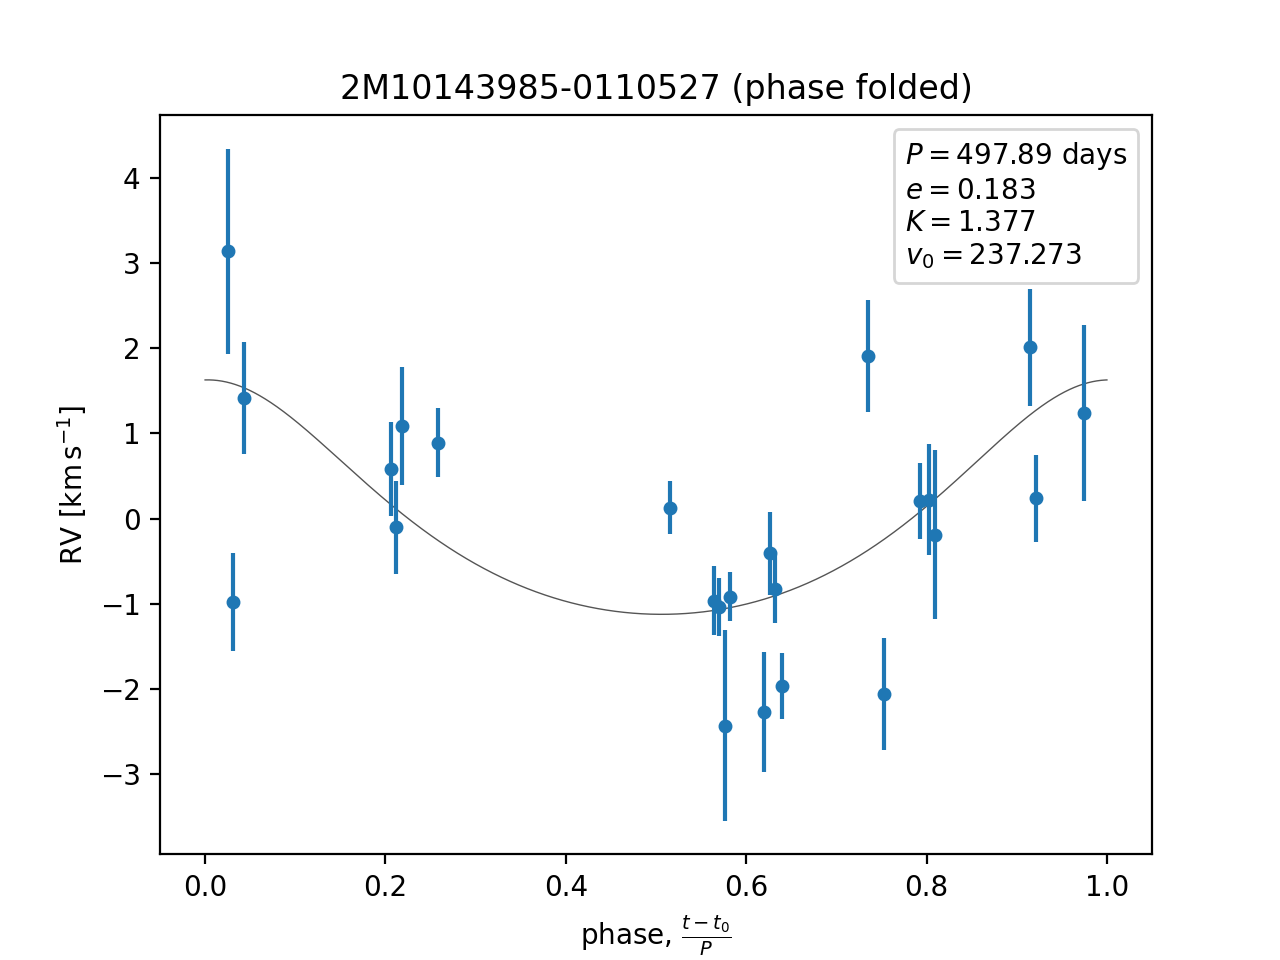 2M10143985-0110527 (phase folded)
P = 497.89 days
e = 0.183
K = 1.377
v₀ = 237.273
4
3
2
1
0
−1
−2
−3
RV [km s⁻¹]
0.0 0.2 0.4 0.6 0.8 1.0
phase, (t − t₀)/P